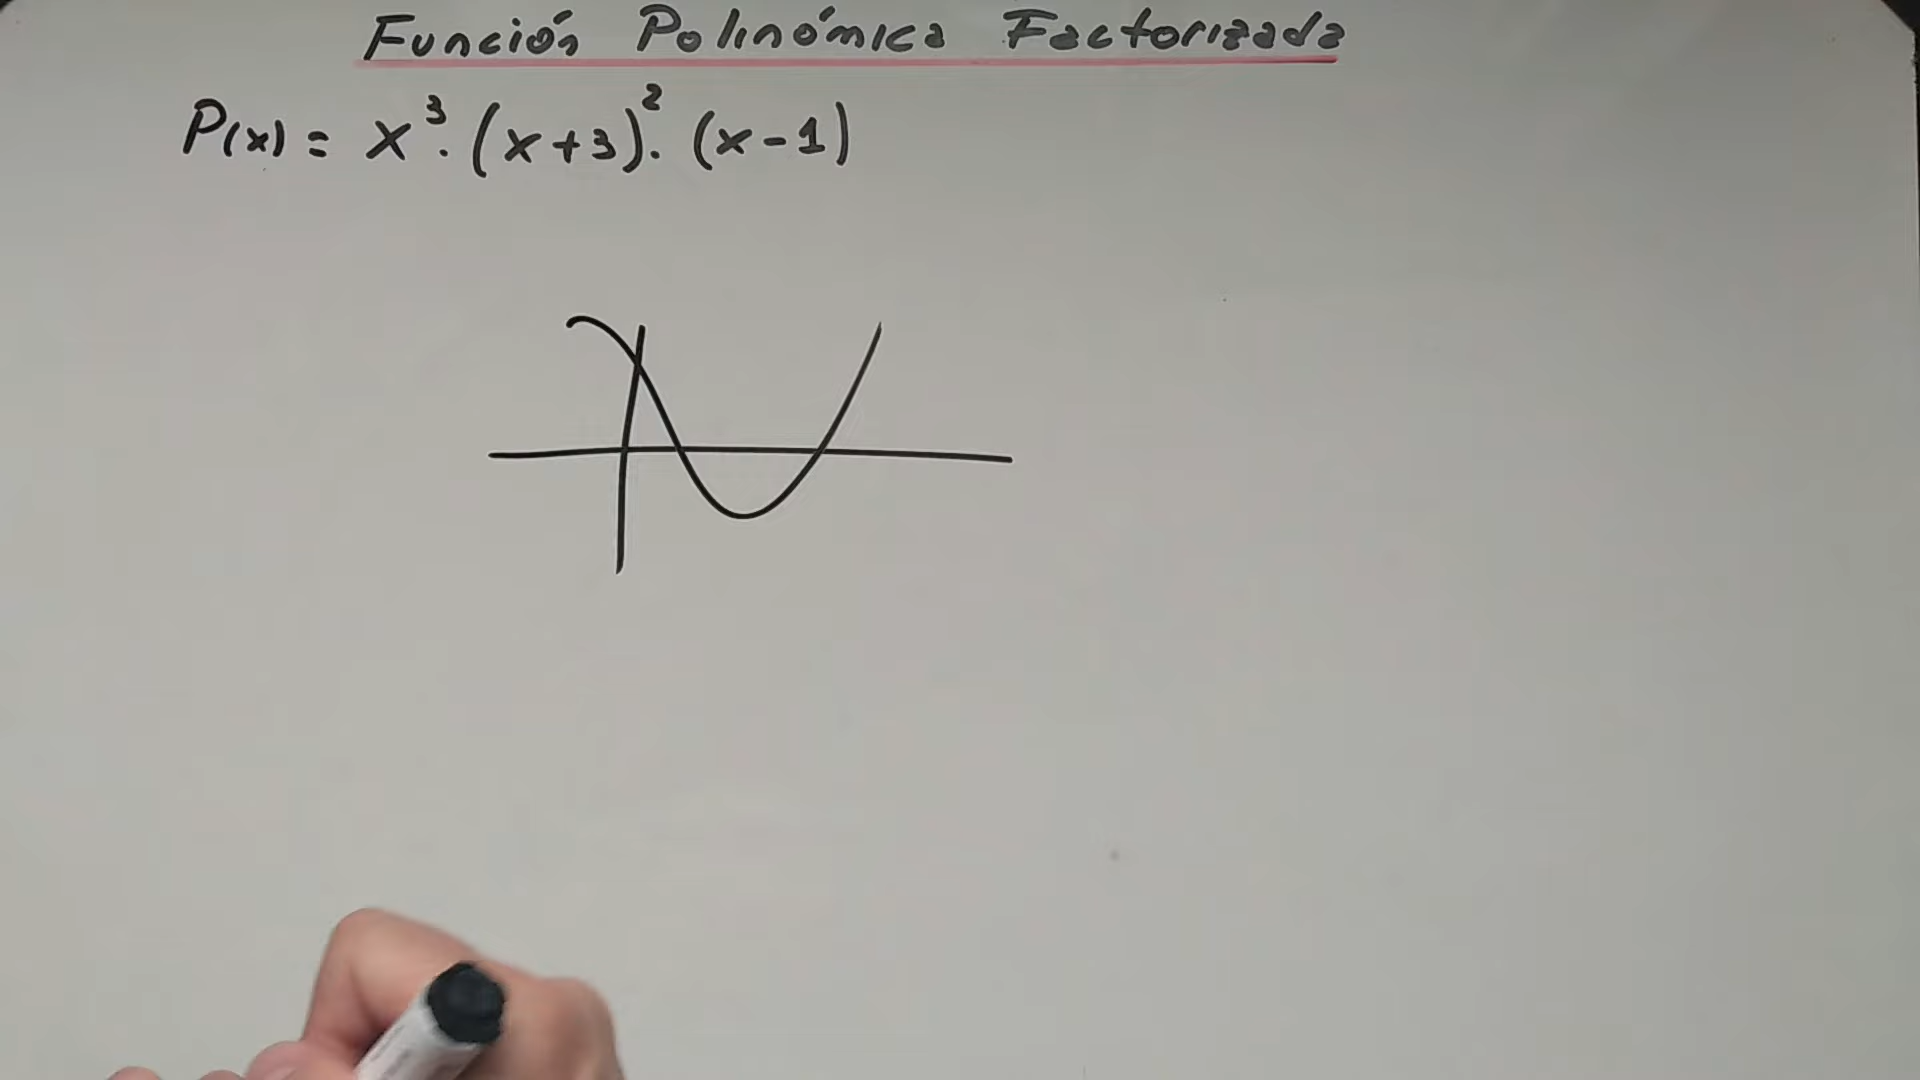 Función Polinómica Factorizada
P(x) = x³ · (x+3)² · (x-1)